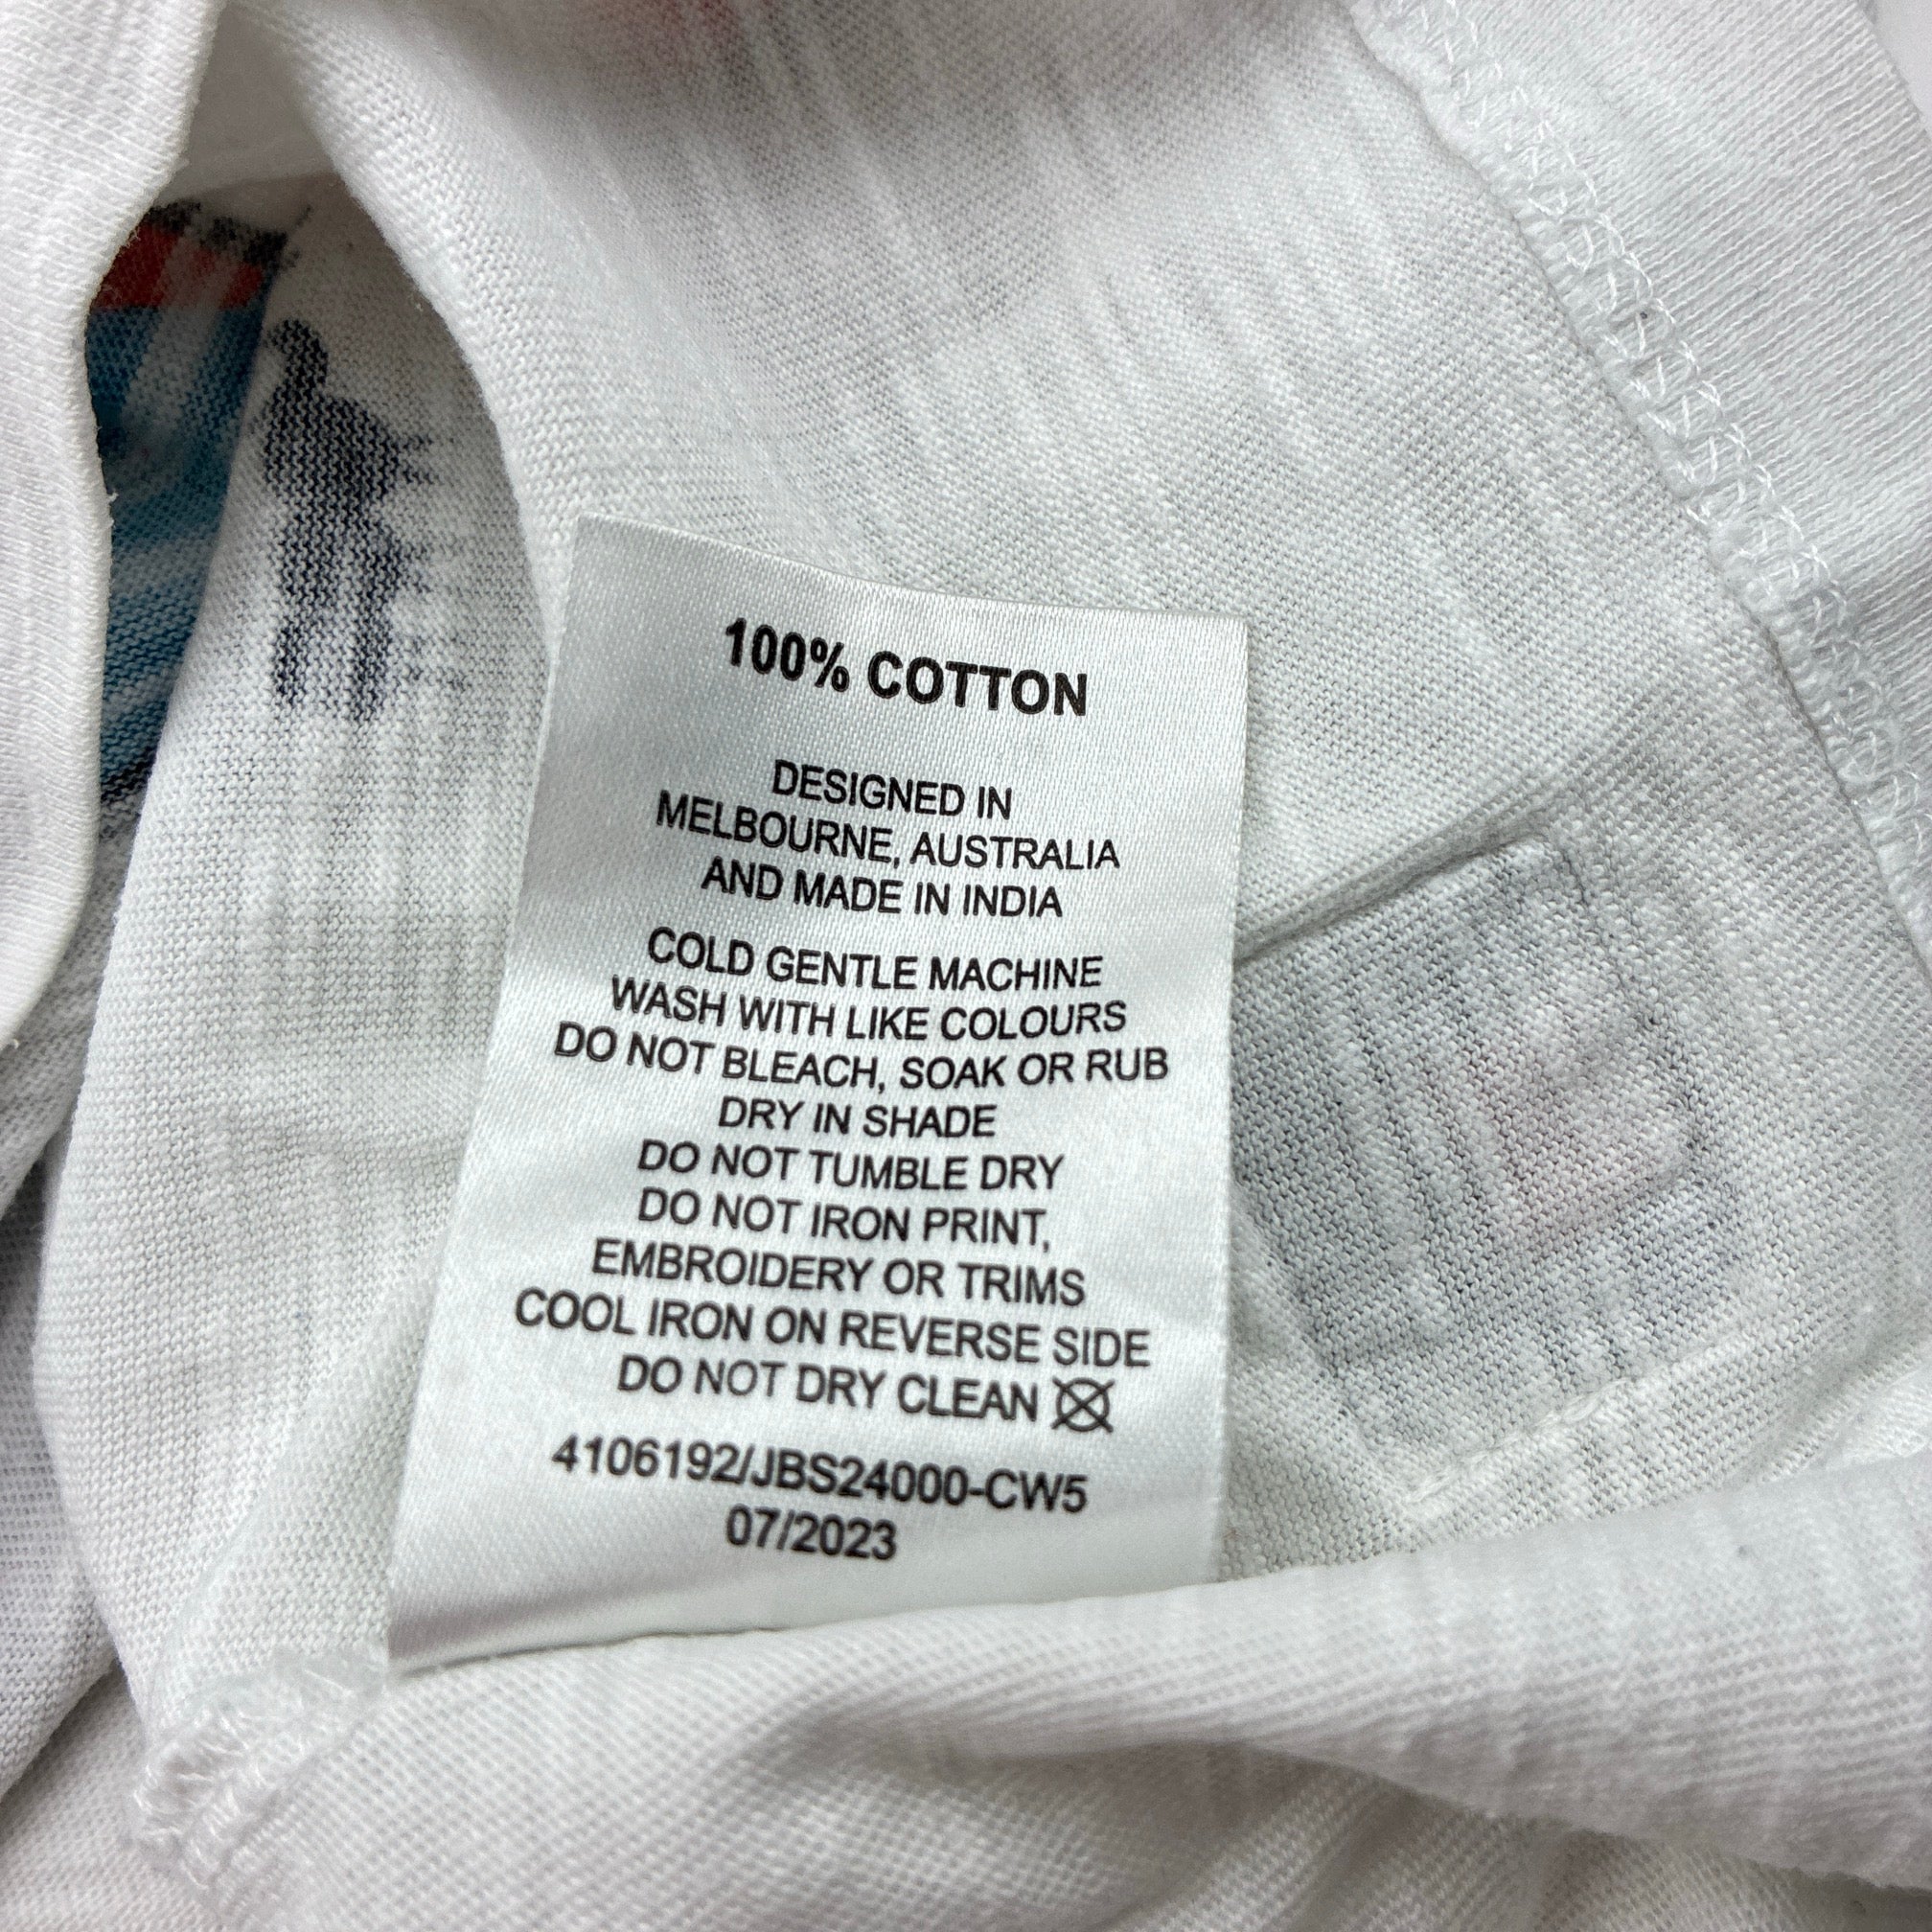 100% COTTON
DESIGNED IN
MELBOURNE, AUSTRALIA
AND MADE IN INDIA
COLD GENTLE MACHINE
WASH WITH LIKE COLOURS
DO NOT BLEACH, SOAK OR RUB
DRY IN SHADE
DO NOT TUMBLE DRY
DO NOT IRON PRINT,
EMBROIDERY OR TRIMS
COOL IRON ON REVERSE SIDE
DO NOT DRY CLEAN
4106192/JBS24000-CW5
07/2023